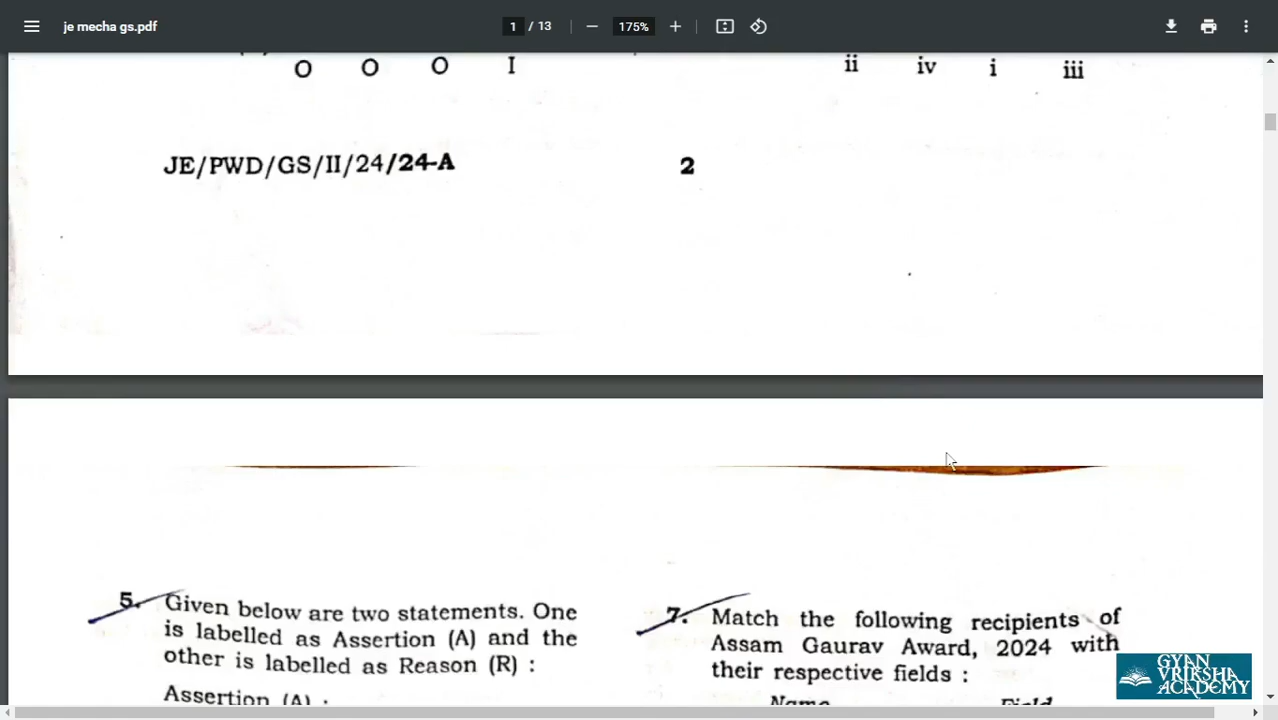 je mecha gs.pdf
1 / 13
175%
O O O I
ii iv i iii
JE/PWD/GS/II/24/24-A
2
5. Given below are two statements. One
is labelled as Assertion (A) and the
other is labelled as Reason (R) :
Assertion (A) :
7. Match the following recipients of
Assam Gaurav Award, 2024 with
their respective fields :
Name Field
GYAN
VRIKSHA
ACADEMY